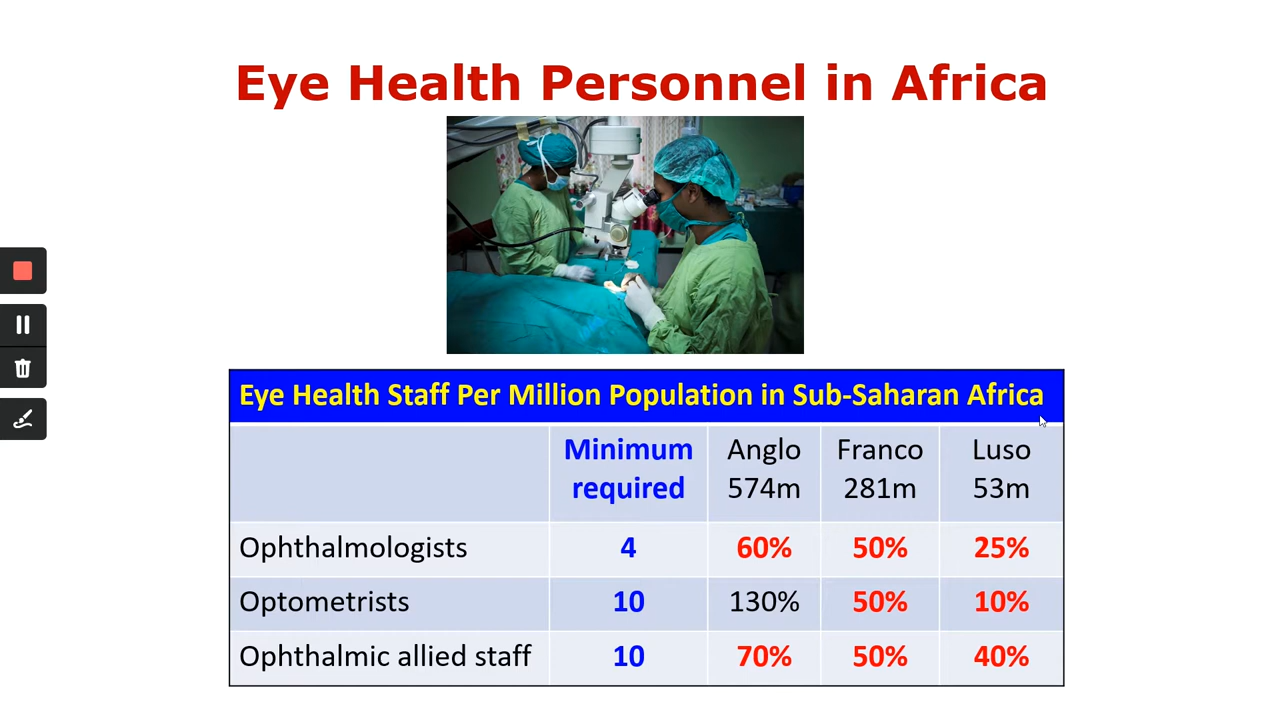 Eye Health Personnel in Africa
Eye Health Staff Per Million Population in Sub-Saharan Africa
Minimum required Anglo 574m Franco 281m Luso 53m
Ophthalmologists 4 60% 50% 25%
Optometrists 10 130% 50% 10%
Ophthalmic allied staff 10 70% 50% 40%